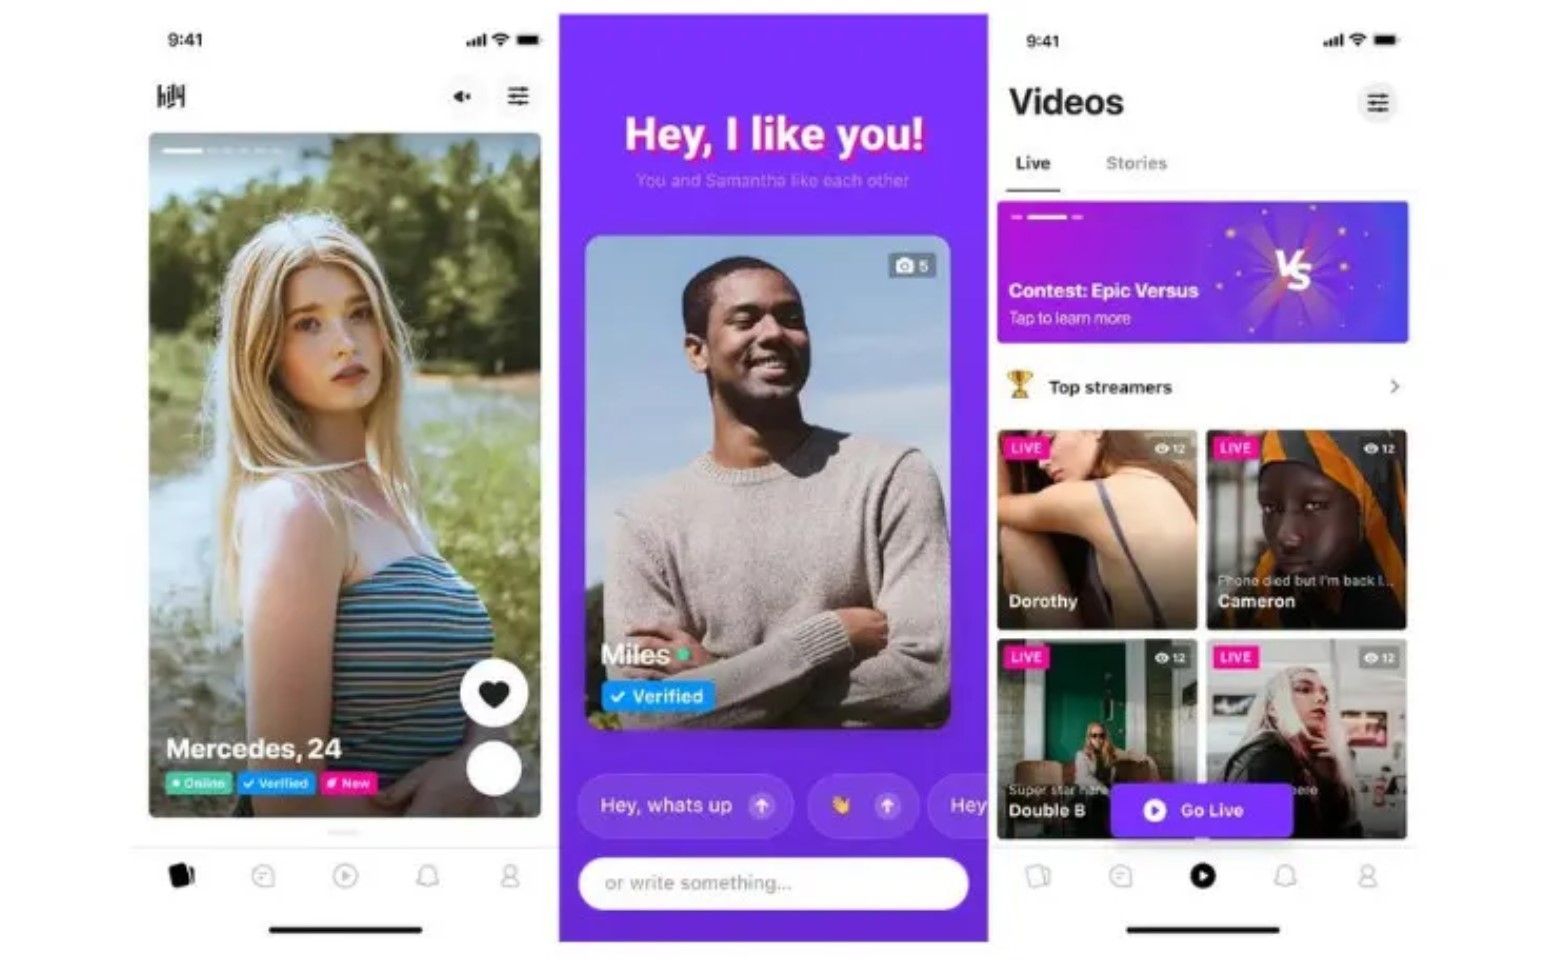 9:41
hily
Mercedes, 24
Online
Verified
New
Hey, I like you!
You and Samantha like each other
5
Miles
Verified
Hey, whats up
Hey
or write something...
9:41
Videos
Live
Stories
VS
Contest: Epic Versus
Tap to learn more
Top streamers
LIVE
12
LIVE
12
Dorothy
Phone died but I'm back I...
Cameron
LIVE
12
LIVE
12
Super star here
Double B
Go Live